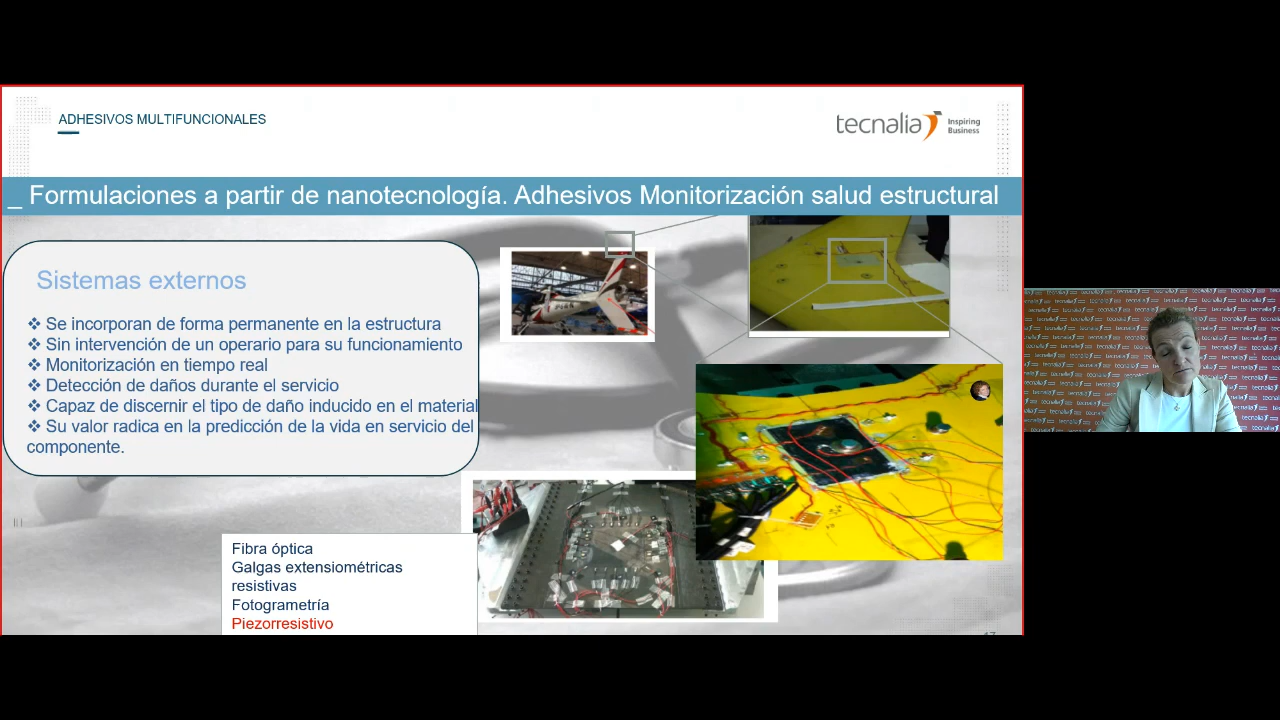 ADHESIVOS MULTIFUNCIONALES
tecnalia Inspiring
Business
_ Formulaciones a partir de nanotecnología. Adhesivos Monitorización salud estructural
Sistemas externos
❖ Se incorporan de forma permanente en la estructura
❖ Sin intervención de un operario para su funcionamiento
❖ Monitorización en tiempo real
❖ Detección de daños durante el servicio
❖ Capaz de discernir el tipo de daño inducido en el material
❖ Su valor radica en la predicción de la vida en servicio del
componente.
Fibra óptica
Galgas extensiométricas
resistivas
Fotogrametría
Piezorresistivo